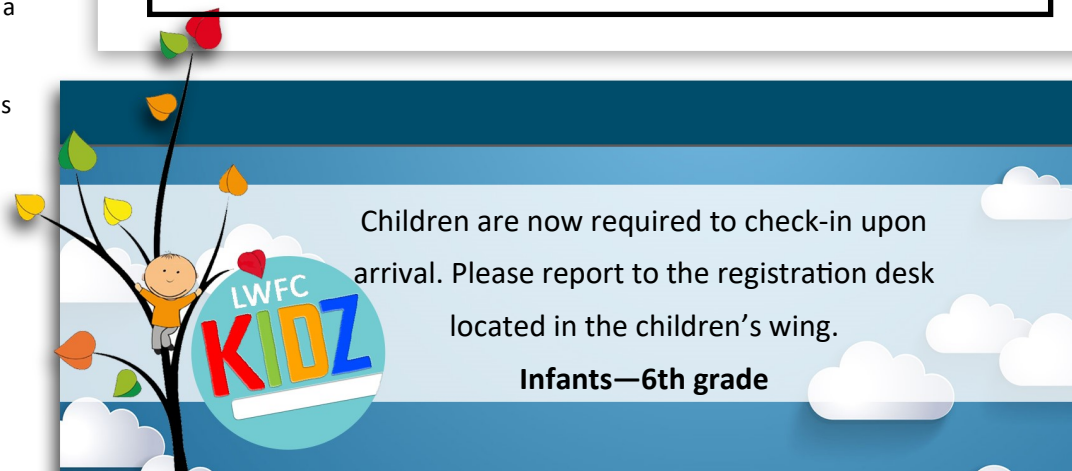 a
s
Children are now required to check-in upon
arrival. Please report to the registration desk
located in the children's wing.
Infants—6th grade
LWFC
KIDZ